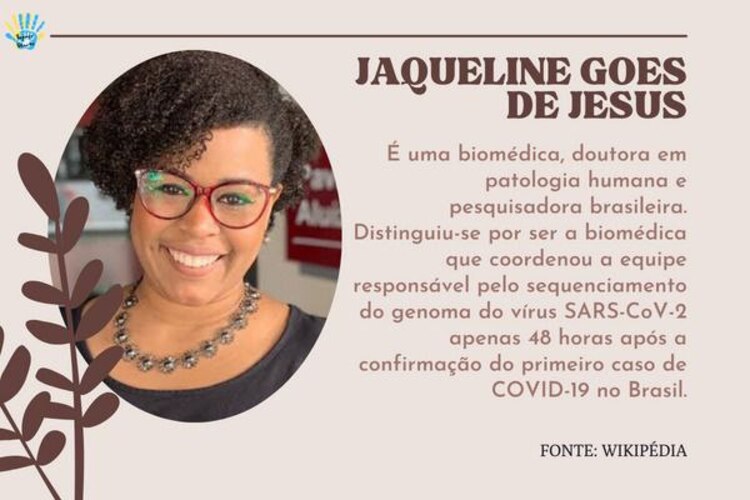 JAQUELINE GOES
DE JESUS
É uma biomédica, doutora em
patologia humana e
pesquisadora brasileira.
Distinguiu-se por ser a biomédica
que coordenou a equipe
responsável pelo sequenciamento
do genoma do vírus SARS-CoV-2
apenas 48 horas após a
confirmação do primeiro caso de
COVID-19 no Brasil.
FONTE: WIKIPÉDIA